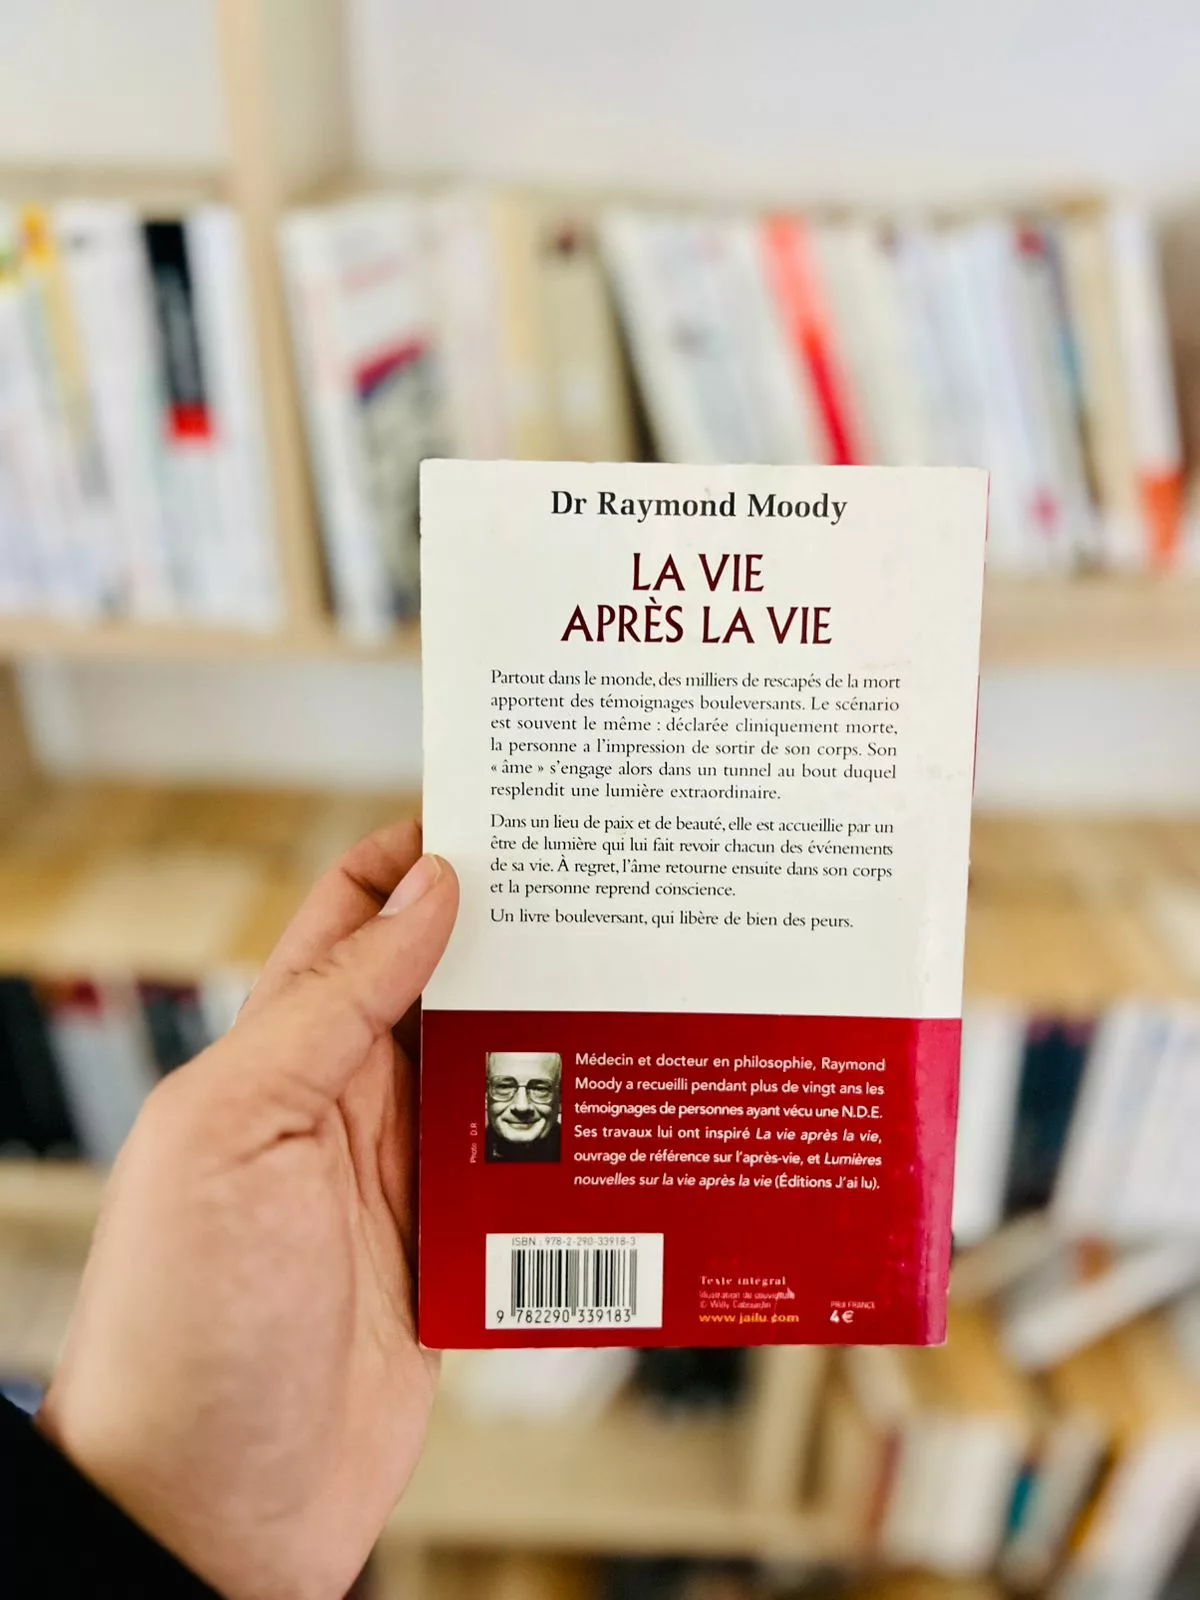 Dr Raymond Moody
LA VIE
APRÈS LA VIE
Partout dans le monde, des milliers de rescapés de la mort
apportent des témoignages bouleversants. Le scénario
est souvent le même : déclarée cliniquement morte,
la personne a l'impression de sortir de son corps. Son
« âme » s'engage alors dans un tunnel au bout duquel
resplendit une lumière extraordinaire.
Dans un lieu de paix et de beauté, elle est accueillie par un
être de lumière qui lui fait revoir chacun des événements
de sa vie. À regret, l'âme retourne ensuite dans son corps
et la personne reprend conscience.
Un livre bouleversant, qui libère de bien des peurs.
Médecin et docteur en philosophie, Raymond
Moody a recueilli pendant plus de vingt ans les
témoignages de personnes ayant vécu une N.D.E.
Ses travaux lui ont inspiré La vie après la vie,
ouvrage de référence sur l'après-vie, et Lumières
nouvelles sur la vie après la vie (Éditions J'ai lu).
Photo D.R.
ISBN : 978-2-290-33918-3
9 782290 339183
Texte intégral
Illustration de couverture
© Willy
www.jailu.com
PRIX FRANCE
4 €